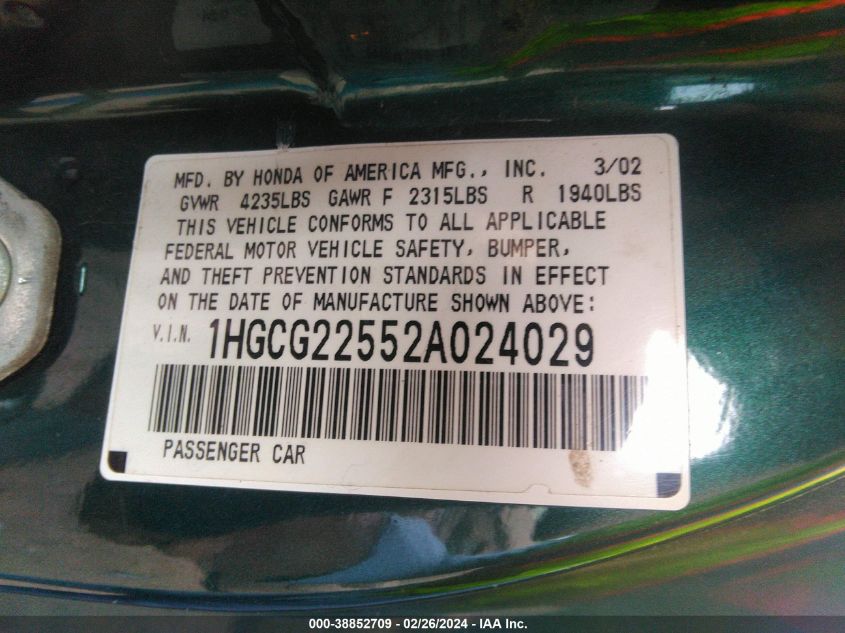 MFD. BY HONDA OF AMERICA MFG., INC. 3/02
GVWR 4235LBS GAWR F 2315LBS R 1940LBS
THIS VEHICLE CONFORMS TO ALL APPLICABLE
FEDERAL MOTOR VEHICLE SAFETY, BUMPER,
AND THEFT PREVENTION STANDARDS IN EFFECT
ON THE DATE OF MANUFACTURE SHOWN ABOVE:
V.I.N. 1HGCG22552A024029
PASSENGER CAR
000-38852709 - 02/26/2024 - IAA Inc.